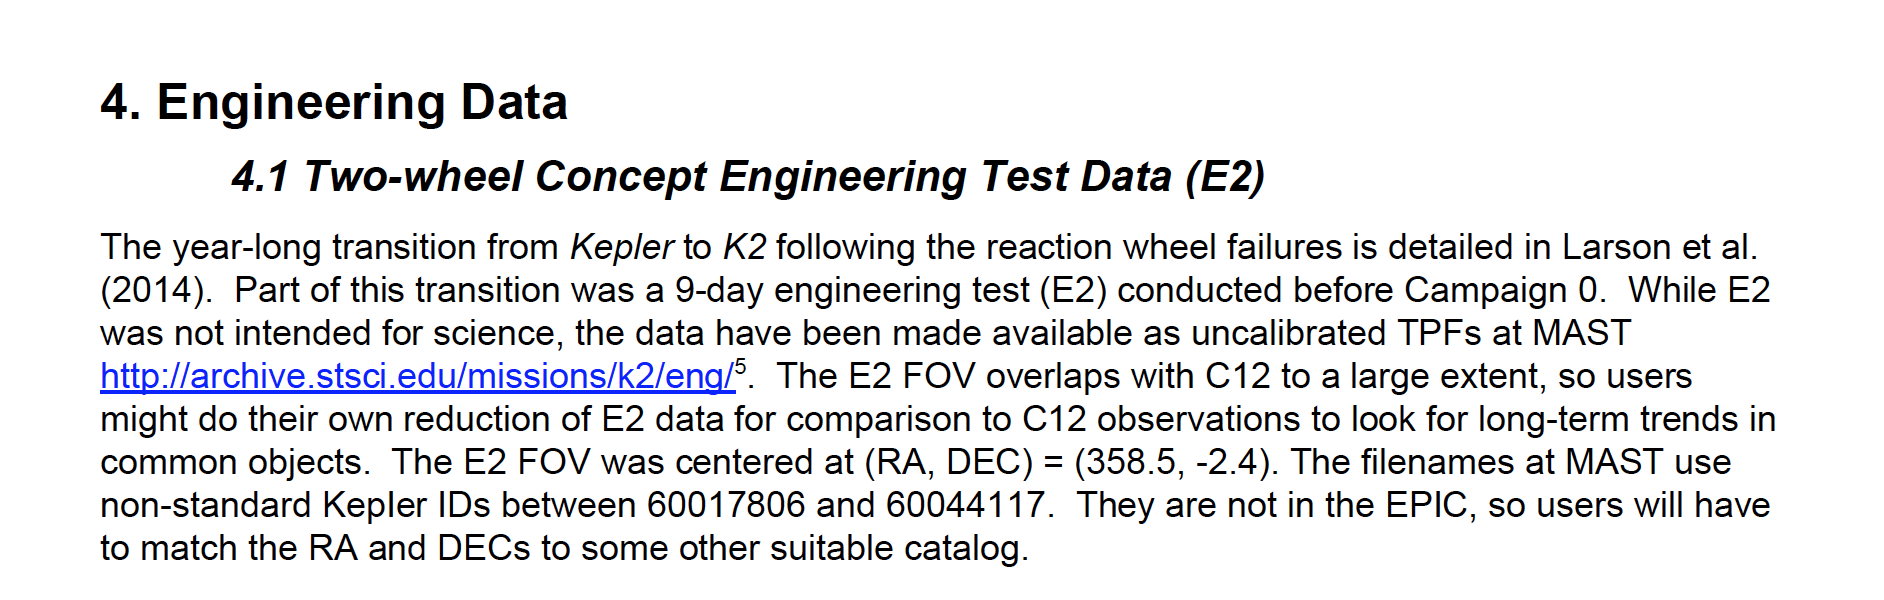 4. Engineering Data
4.1 Two-wheel Concept Engineering Test Data (E2)
The year-long transition from Kepler to K2 following the reaction wheel failures is detailed in Larson et al.
(2014).  Part of this transition was a 9-day engineering test (E2) conducted before Campaign 0.  While E2
was not intended for science, the data have been made available as uncalibrated TPFs at MAST
http://archive.stsci.edu/missions/k2/eng/5.  The E2 FOV overlaps with C12 to a large extent, so users
might do their own reduction of E2 data for comparison to C12 observations to look for long-term trends in
common objects.  The E2 FOV was centered at (RA, DEC) = (358.5, -2.4). The filenames at MAST use
non-standard Kepler IDs between 60017806 and 60044117.  They are not in the EPIC, so users will have
to match the RA and DECs to some other suitable catalog.